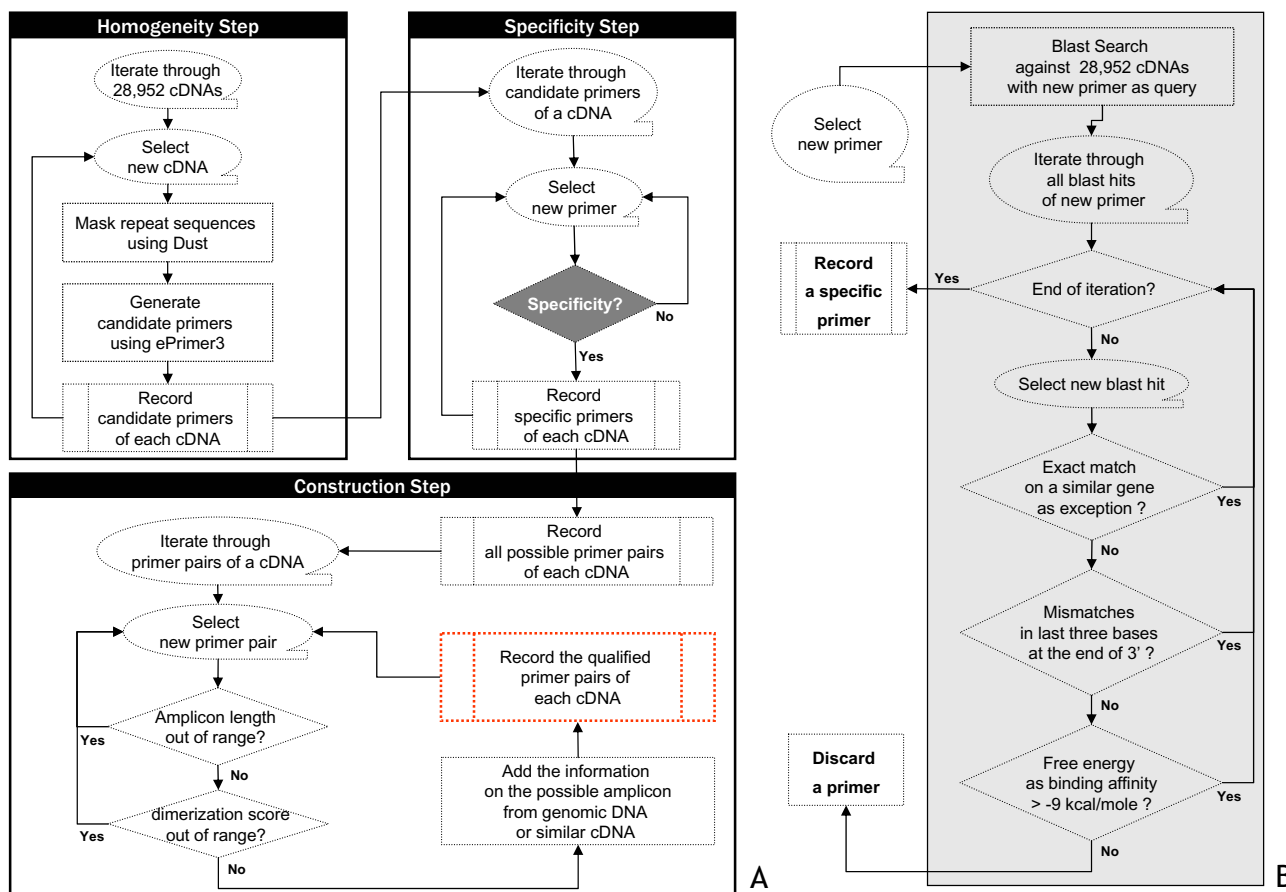 Homogeneity Step
Iterate through
28,952 cDNAs
Select
new cDNA
Mask repeat sequences
using Dust
Generate
candidate primers
using ePrimer3
Record
candidate primers
of each cDNA
Specificity Step
Iterate through
candidate primers
of a cDNA
Select
new primer
Specificity?
No
Yes
Record
specific primers
of each cDNA
Construction Step
Record
all possible primer pairs
of each cDNA
Iterate through
primer pairs of a cDNA
Select
new primer pair
Amplicon length
out of range?
Yes
No
dimerization score
out of range?
Yes
No
Record the qualified
primer pairs of
each cDNA
Add the information
on the possible amplicon
from genomic DNA
or similar cDNA
A
Select
new primer
Blast Search
against 28,952 cDNAs
with new primer as query
Iterate through
all blast hits
of new primer
End of iteration?
Yes
Record
a specific
primer
No
Select new blast hit
Exact match
on a similar gene
as exception ?
Yes
No
Mismatches
in last three bases
at the end of 3' ?
Yes
No
Free energy
as binding affinity
> -9 kcal/mole ?
Yes
No
Discard
a primer
B